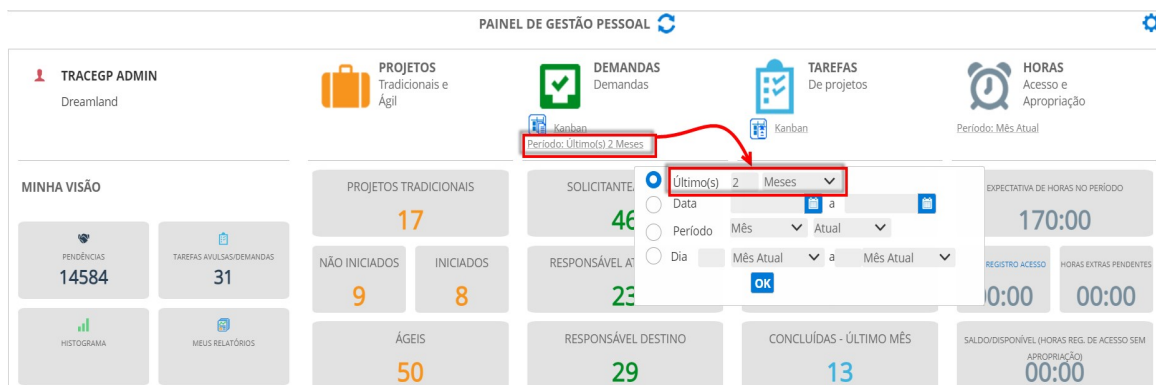 PAINEL DE GESTÃO PESSOAL
TRACEGP ADMIN
Dreamland
PROJETOS
Tradicionais e
Ágil
DEMANDAS
Demandas
Kanban
Período: Último(s) 2 Meses
TAREFAS
De projetos
Kanban
HORAS
Acesso e
Apropriação
Período: Mês Atual
MINHA VISÃO
PENDÊNCIAS
14584
TAREFAS AVULSAS/DEMANDAS
31
HISTOGRAMA
MEUS RELATÓRIOS
PROJETOS TRADICIONAIS
17
NÃO INICIADOS
9
INICIADOS
8
ÁGEIS
50
SOLICITANTE
46
RESPONSÁVEL
23
RESPONSÁVEL DESTINO
29
Último(s) 2 Meses
Data a
Período Mês Atual
Dia Mês Atual a Mês Atual
OK
CONCLUÍDAS - ÚLTIMO MÊS
13
EXPECTATIVA DE HORAS NO PERÍODO
170:00
REGISTRO ACESSO
00:00
HORAS EXTRAS PENDENTES
00:00
SALDO/DISPONÍVEL (HORAS REG. DE ACESSO SEM
APROPRIAÇÃO)
00:00